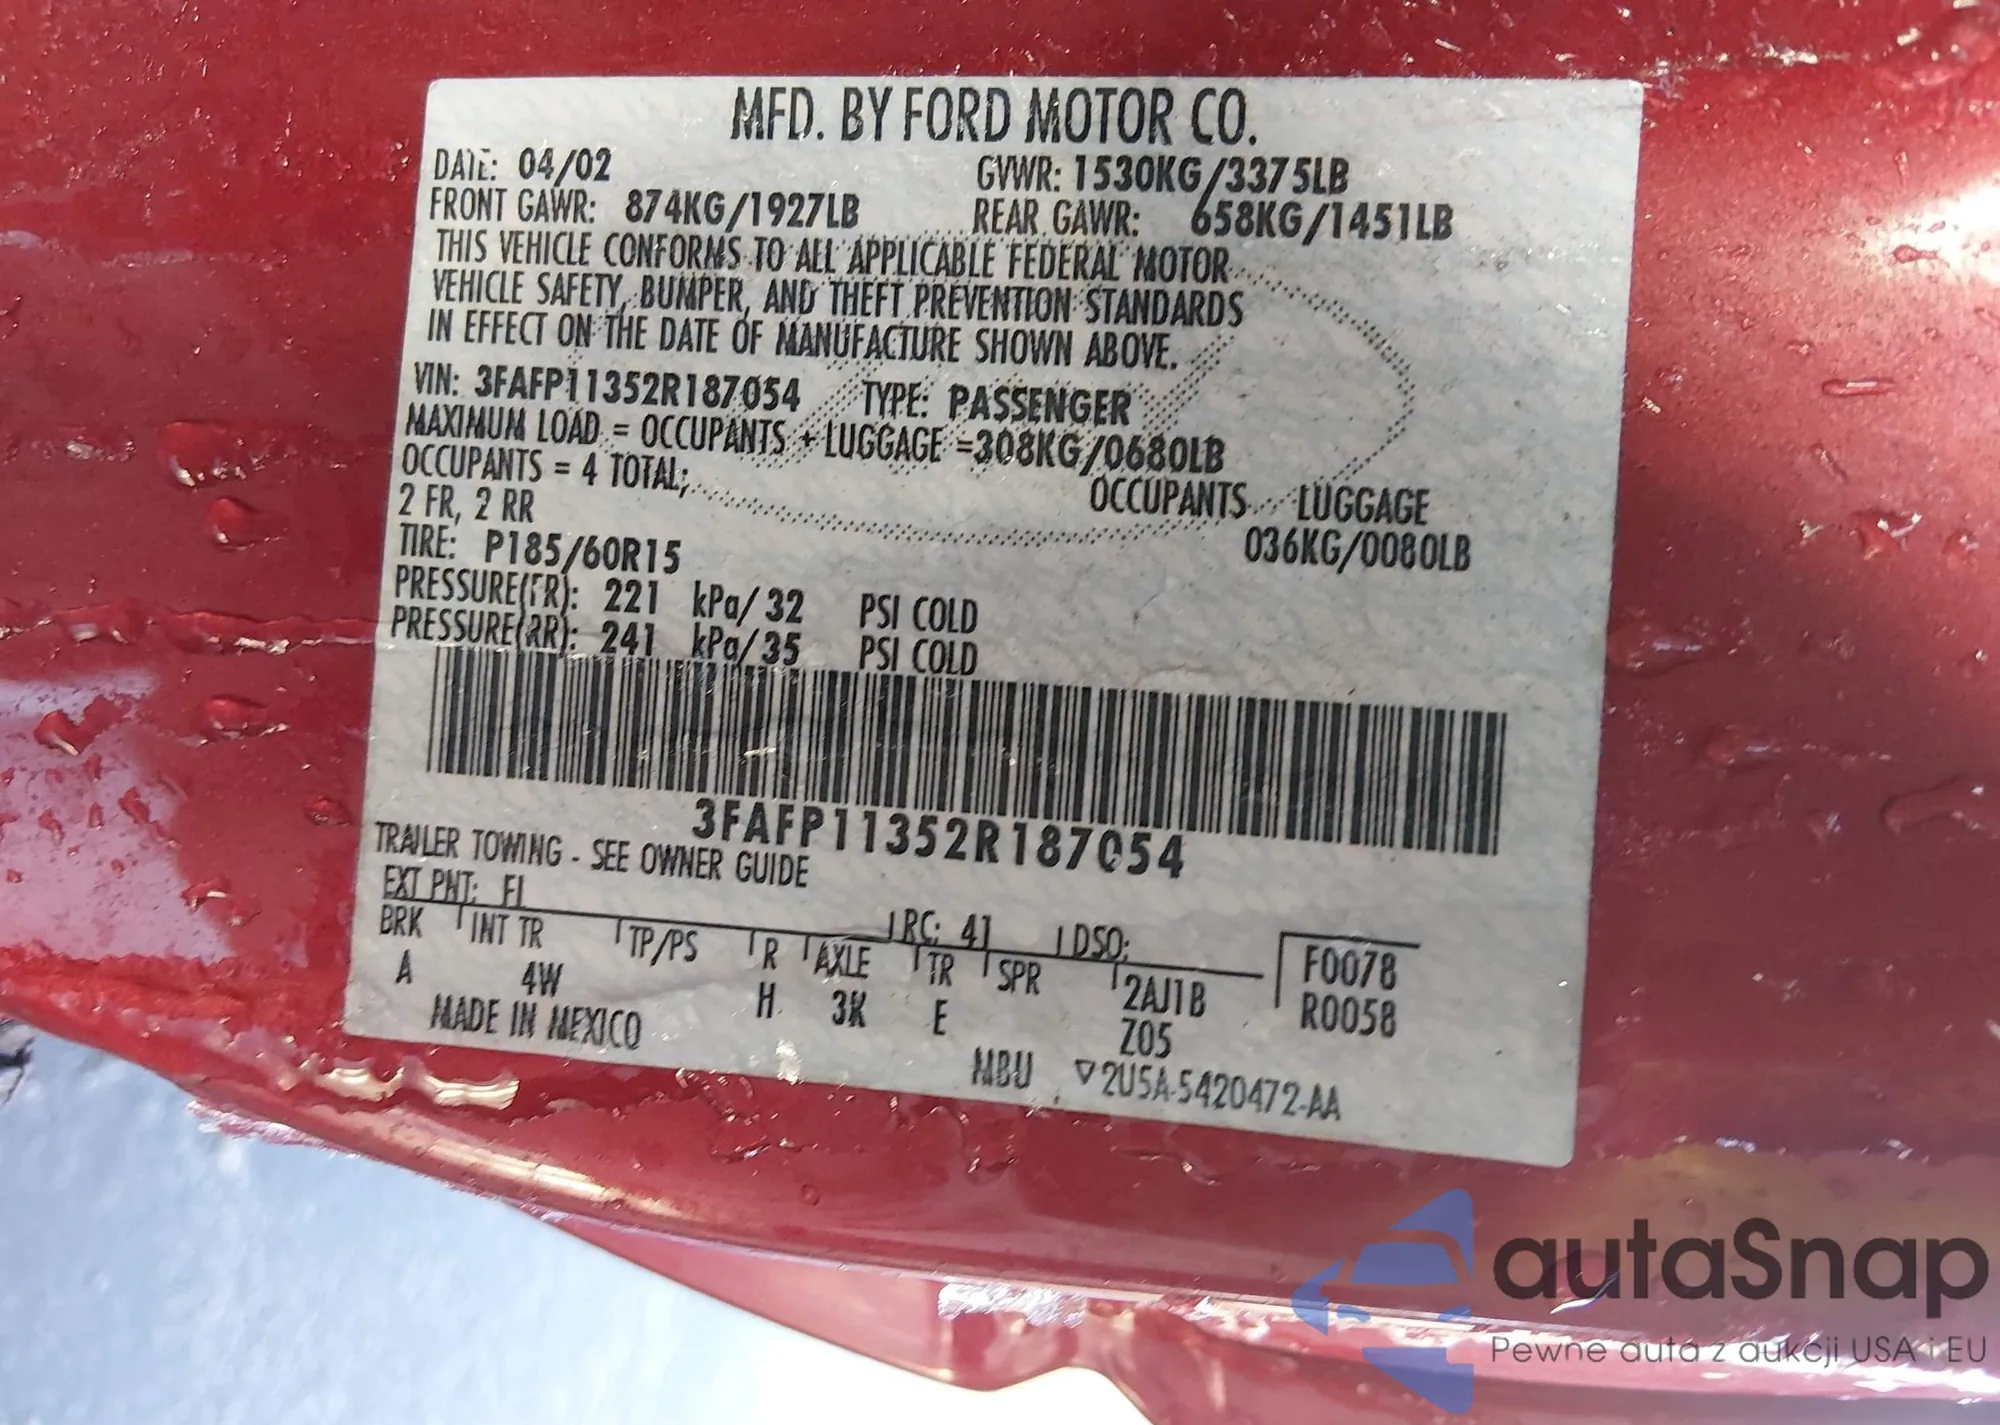 MFD. BY FORD MOTOR CO.
DATE: 04/02 GVWR: 1530KG/3375LB
FRONT GAWR: 874KG/1927LB REAR GAWR: 658KG/1451LB
THIS VEHICLE CONFORMS TO ALL APPLICABLE FEDERAL MOTOR
VEHICLE SAFETY, BUMPER, AND THEFT PREVENTION STANDARDS
IN EFFECT ON THE DATE OF MANUFACTURE SHOWN ABOVE.
VIN: 3FAFP11352R187054 TYPE: PASSENGER
MAXIMUM LOAD = OCCUPANTS + LUGGAGE =308KG/0680LB
OCCUPANTS = 4 TOTAL; OCCUPANTS LUGGAGE
2 FR, 2 RR 036KG/0080LB
TIRE: P185/60R15
PRESSURE(FR): 221 kPa/32 PSI COLD
PRESSURE(RR): 241 kPa/35 PSI COLD
3FAFP11352R187054
TRAILER TOWING - SEE OWNER GUIDE
EXT PNT: FL RC: 41 DSO: F0078
BRK INT TR TP/PS R AXLE TR SPR 2AJ1B R0058
A 4W H 3K E Z05
MADE IN MEXICO MBU ▽2U5A-5420472-AA
autaSnap
Pewne auta z aukcji USA i EU